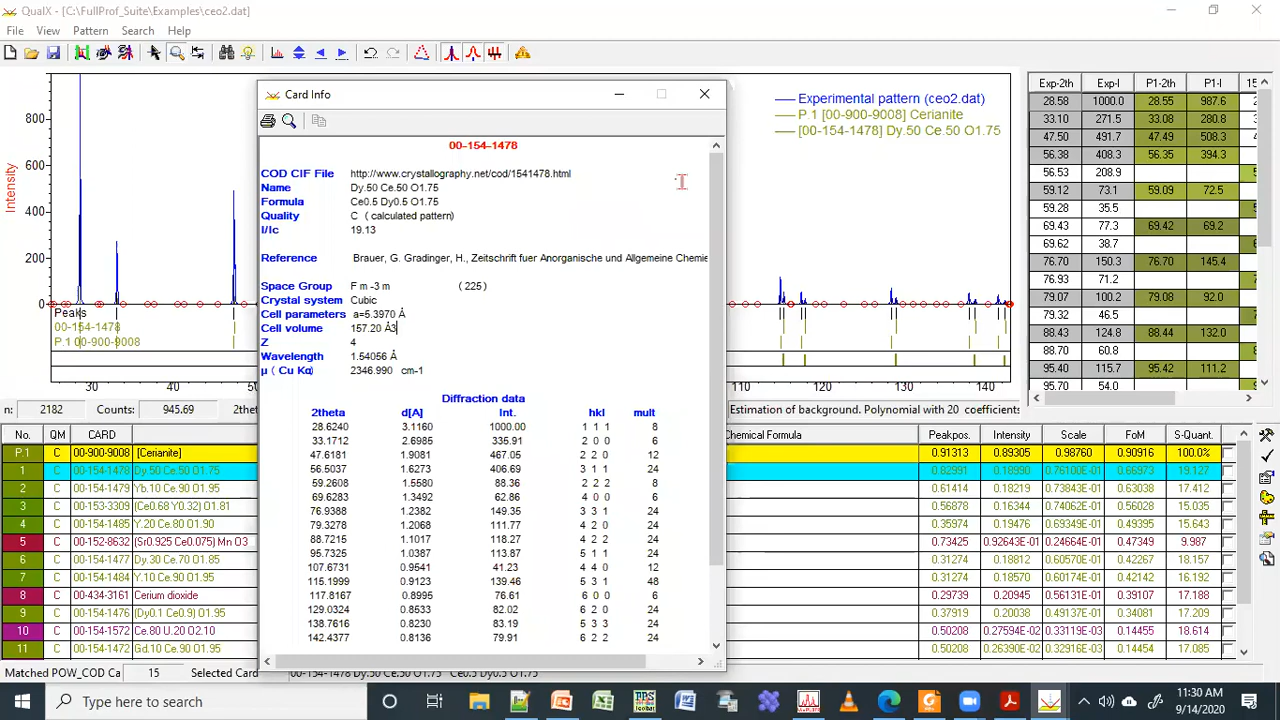 QualX - [C:\FullProf_Suite\Examples\ceo2.dat]
File View Pattern Search Help
Card Info
00-154-1478
COD CIF File http://www.crystallography.net/cod/1541478.html
Name Dy.50 Ce.50 O1.75
Formula Ce0.5 Dy0.5 O1.75
Quality C ( calculated pattern)
I/Ic 19.13
Reference Brauer, G. Gradinger, H., Zeitschrift fuer Anorganische und Allgemeine Chemie
Space Group F m -3 m ( 225 )
Crystal system Cubic
Cell parameters a=5.3970 Å
Cell volume 157.20 Å3
Z 4
Wavelength 1.54056 Å
μ ( Cu Kα) 2346.990 cm-1
Diffraction data
2theta d[A] Int. hkl mult
28.6240 3.1160 1000.00 1 1 1 8
33.1712 2.6985 335.91 2 0 0 6
47.6181 1.9081 467.05 2 2 0 12
56.5037 1.6273 406.69 3 1 1 24
59.2608 1.5580 88.36 2 2 2 8
69.6283 1.3492 62.86 4 0 0 6
76.9388 1.2382 149.35 3 3 1 24
79.3278 1.2068 111.77 4 2 0 24
88.7215 1.1017 118.27 4 2 2 24
95.7325 1.0387 113.87 5 1 1 24
107.6731 0.9541 41.23 4 4 0 12
115.1999 0.9123 139.46 5 3 1 48
117.8167 0.8995 76.61 6 0 0 6
129.0324 0.8533 82.02 6 2 0 24
138.7616 0.8230 83.19 5 3 3 24
142.4377 0.8136 79.91 6 2 2 24
Intensity
800
600
400
200
0
Peaks
00-154-1478
P.1 00-900-9008
30 40 5
110 120 130 140
Experimental pattern (ceo2.dat)
P.1 [00-900-9008] Cerianite
[00-154-1478] Dy.50 Ce.50 O1.75
Exp-2th Exp-I P1-2th P1-I 15
28.58 1000.0 28.55 987.6
33.10 271.5 33.08 280.8
47.50 491.7 47.49 508.3
56.38 408.3 56.35 394.3
56.53 208.9 5
59.12 73.1 59.09 72.5
59.28 35.5 5
69.43 77.3 69.42 69.2
69.62 38.7 6
76.70 150.3 76.70 145.4
76.93 71.2 7
79.07 102.2 79.08 92.0
79.31 48.4 7
88.43 124.8 88.44 132.0
88.70 60.8 8
95.42 115.2 95.42 111.2
95.70 54.0 9
n: 2182 Counts: 945.69 2thet
Estimation of background. Polynomial with 20 coefficients
No. QM CARD Chemical Formula Peakpos. Intensity Scale FoM S-Quant.
P.1 C 00-900-9008 [Cerianite] 0.91313 0.89305 0.98760 0.90916 100.0%
1 C 00-154-1478 Dy.50 Ce.50 O1.75 0.82991 0.18990 0.76100E-01 0.66973 19.127
2 C 00-154-1479 Yb.10 Ce.90 O1.95 0.61414 0.18219 0.73843E-01 0.63038 17.412
3 C 00-153-3309 (Ce0.68 Y0.32) O1.81 0.56878 0.16344 0.58028E-01 0.56056 15.035
4 C 00-154-1485 Y.20 Ce.80 O1.90 0.35974 0.19476 0.69349E-01 0.49395 15.643
5 C 00-152-8632 (Sr0.925 Ce0.075) Mn O3 0.73425 0.92643E-01 0.24664E-01 0.47349 9.987
6 C 00-154-1477 Dy.30 Ce.70 O1.85 0.31274 0.18812 0.60570E-01 0.42267 18.157
7 C 00-154-1484 Y.10 Ce.90 O1.95 0.31274 0.18570 0.60174E-01 0.42142 16.192
8 C 00-434-3161 Cerium dioxide 0.29739 0.20945 0.56131E-01 0.39107 17.188
9 C 00-154-1476 (Dy0.1 Ce0.9) O1.95 0.37919 0.20038 0.49137E-01 0.34081 17.209
10 C 00-154-1572 Ce.80 U.20 O2.10 0.50208 0.27594E-02 0.33119E-03 0.14455 18.614
11 C 00-154-1472 Gd.10 Ce.90 O1.95 0.50208 0.26390E-02 0.31720E-03 0.14454 17.085
Matched POW_COD Ca 15 Selected Card 00-154-1478 Dy.50 Ce.50 O1.75 Ce0.5 Dy0.5 O1.75
Type here to search
11:30 AM
9/14/2020